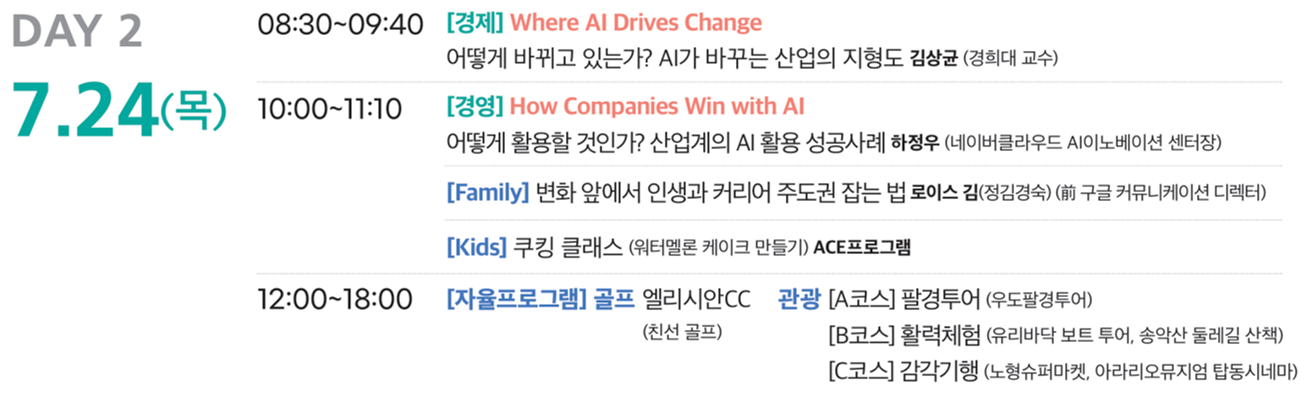 DAY 2
7.24(목)
08:30~09:40 [경제] Where AI Drives Change
어떻게 바뀌고 있는가? AI가 바꾸는 산업의 지형도 김상균 (경희대 교수)
10:00~11:10 [경영] How Companies Win with AI
어떻게 활용할 것인가? 산업계의 AI 활용 성공사례 하정우 (네이버클라우드 AI이노베이션 센터장)
[Family] 변화 앞에서 인생과 커리어 주도권 잡는 법 로이스 김(정김경숙) (前 구글 커뮤니케이션 디렉터)
[Kids] 쿠킹 클래스 (워터멜론 케이크 만들기) ACE프로그램
12:00~18:00 [자율프로그램] 골프 엘리시안CC 관광 [A코스] 팔경투어 (우도팔경투어)
(친선 골프) [B코스] 활력체험 (유리바닥 보트 투어, 송악산 둘레길 산책)
[C코스] 감각기행 (노형슈퍼마켓, 아라리오뮤지엄 탑동시네마)